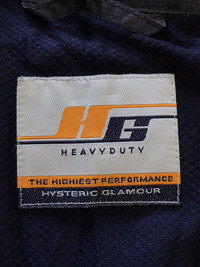 HG
HEAVYDUTY
THE HIGHEST PERFORMANCE
HYSTERIC GLAMOUR